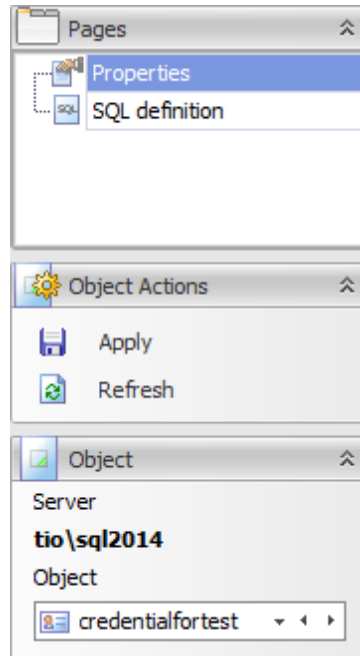 Pages
Properties
SQL definition
Object Actions
Apply
Refresh
Object
Server
tio\sql2014
Object
credentialfortest